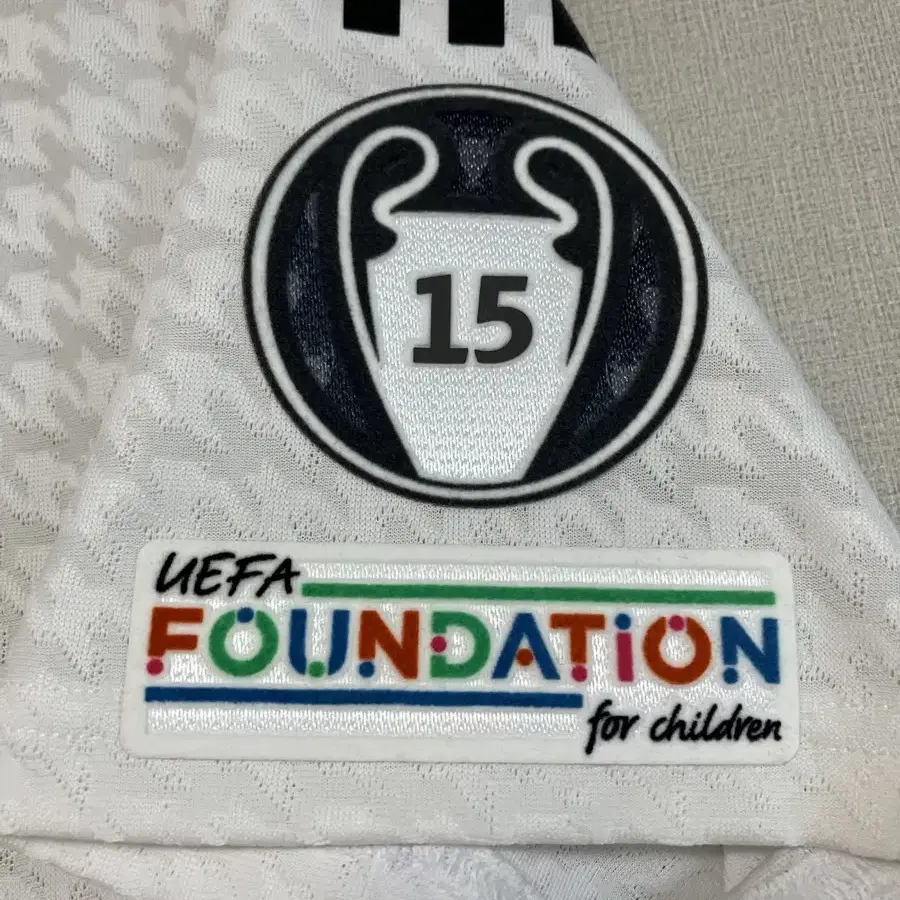 15
UEFA
FOUNDATION
for children